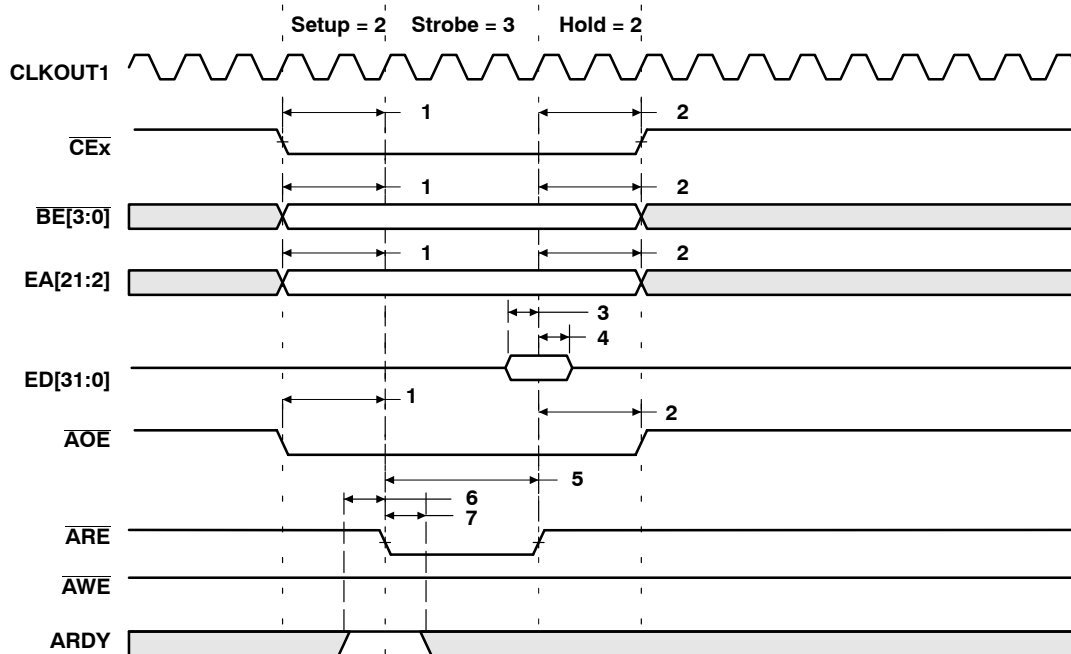 Setup = 2 Strobe = 3 Hold = 2
CLKOUT1
1 2
CEx
1 2
BE[3:0]
1 2
EA[21:2]
3
4
ED[31:0]
1
2
AOE
5
6
7
ARE
AWE
ARDY